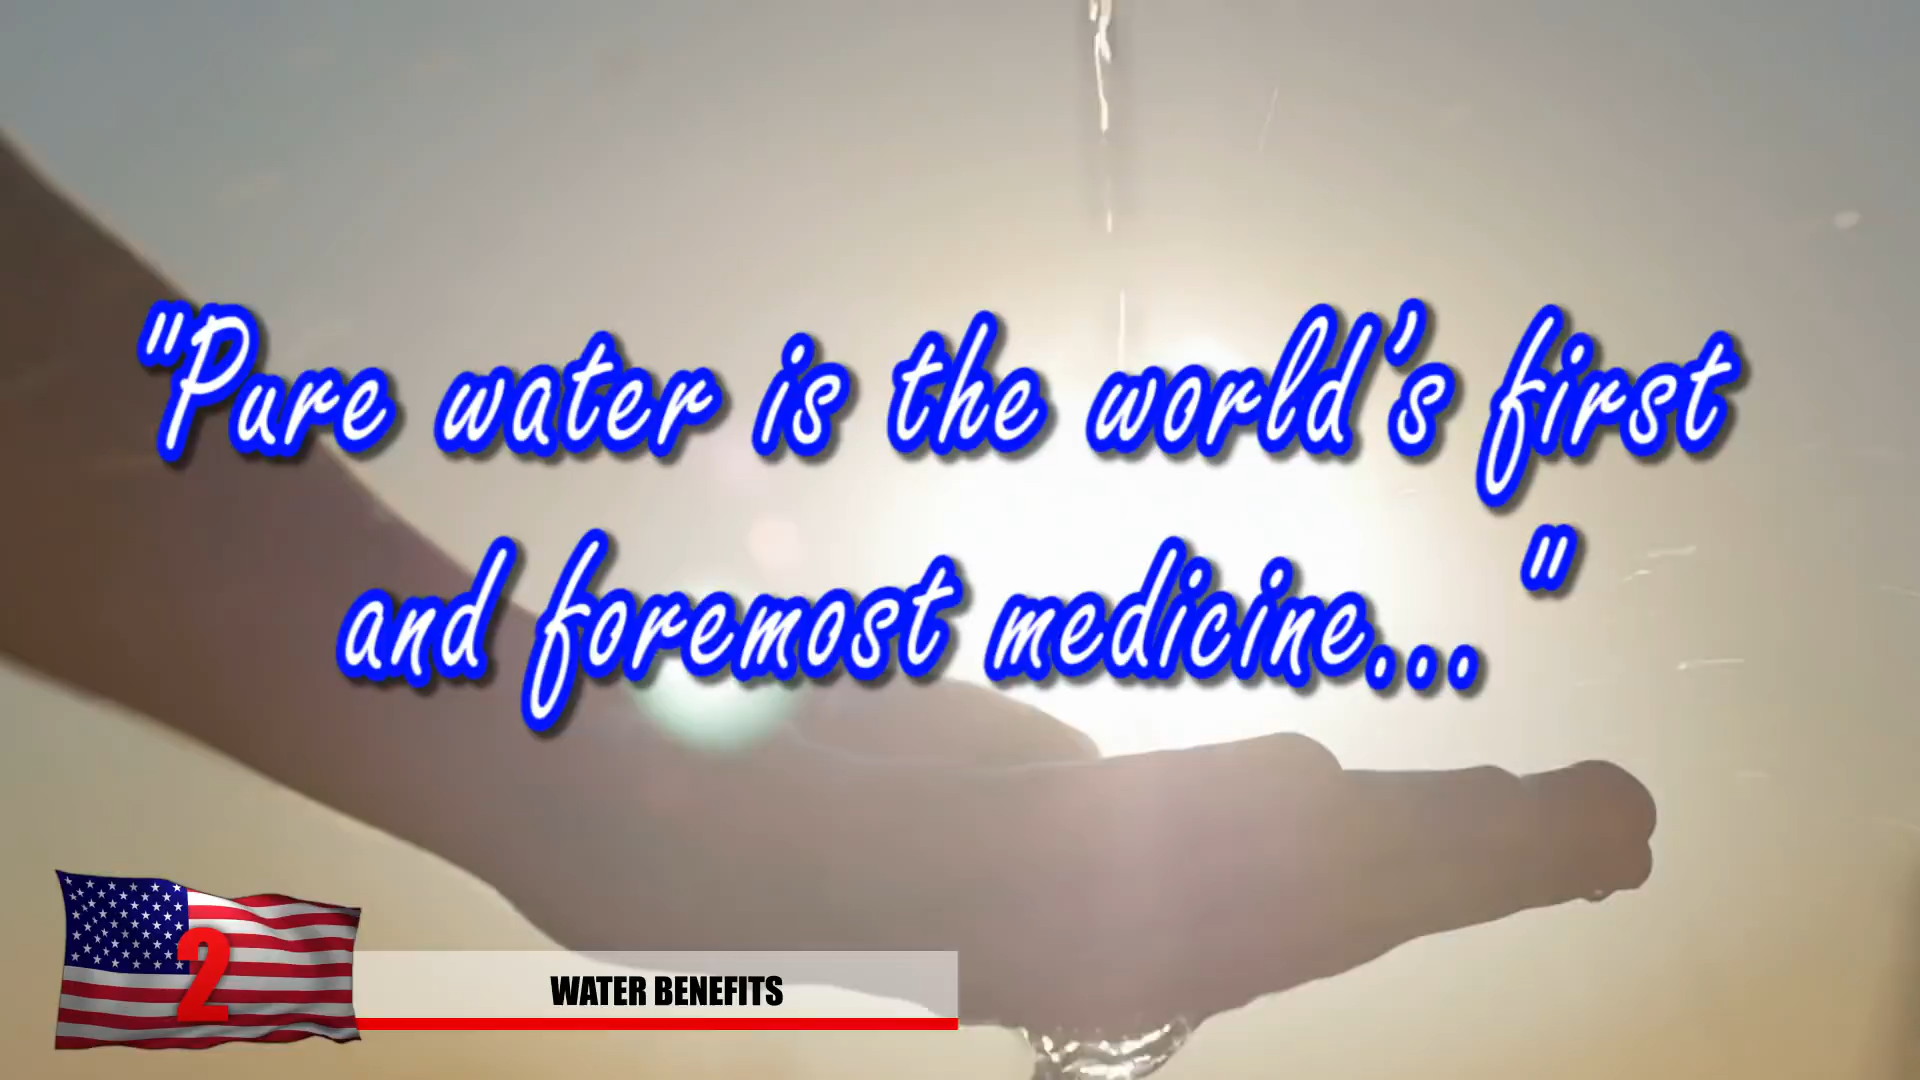 "Pure water is the world's first
and foremost medicine... "
2
WATER BENEFITS